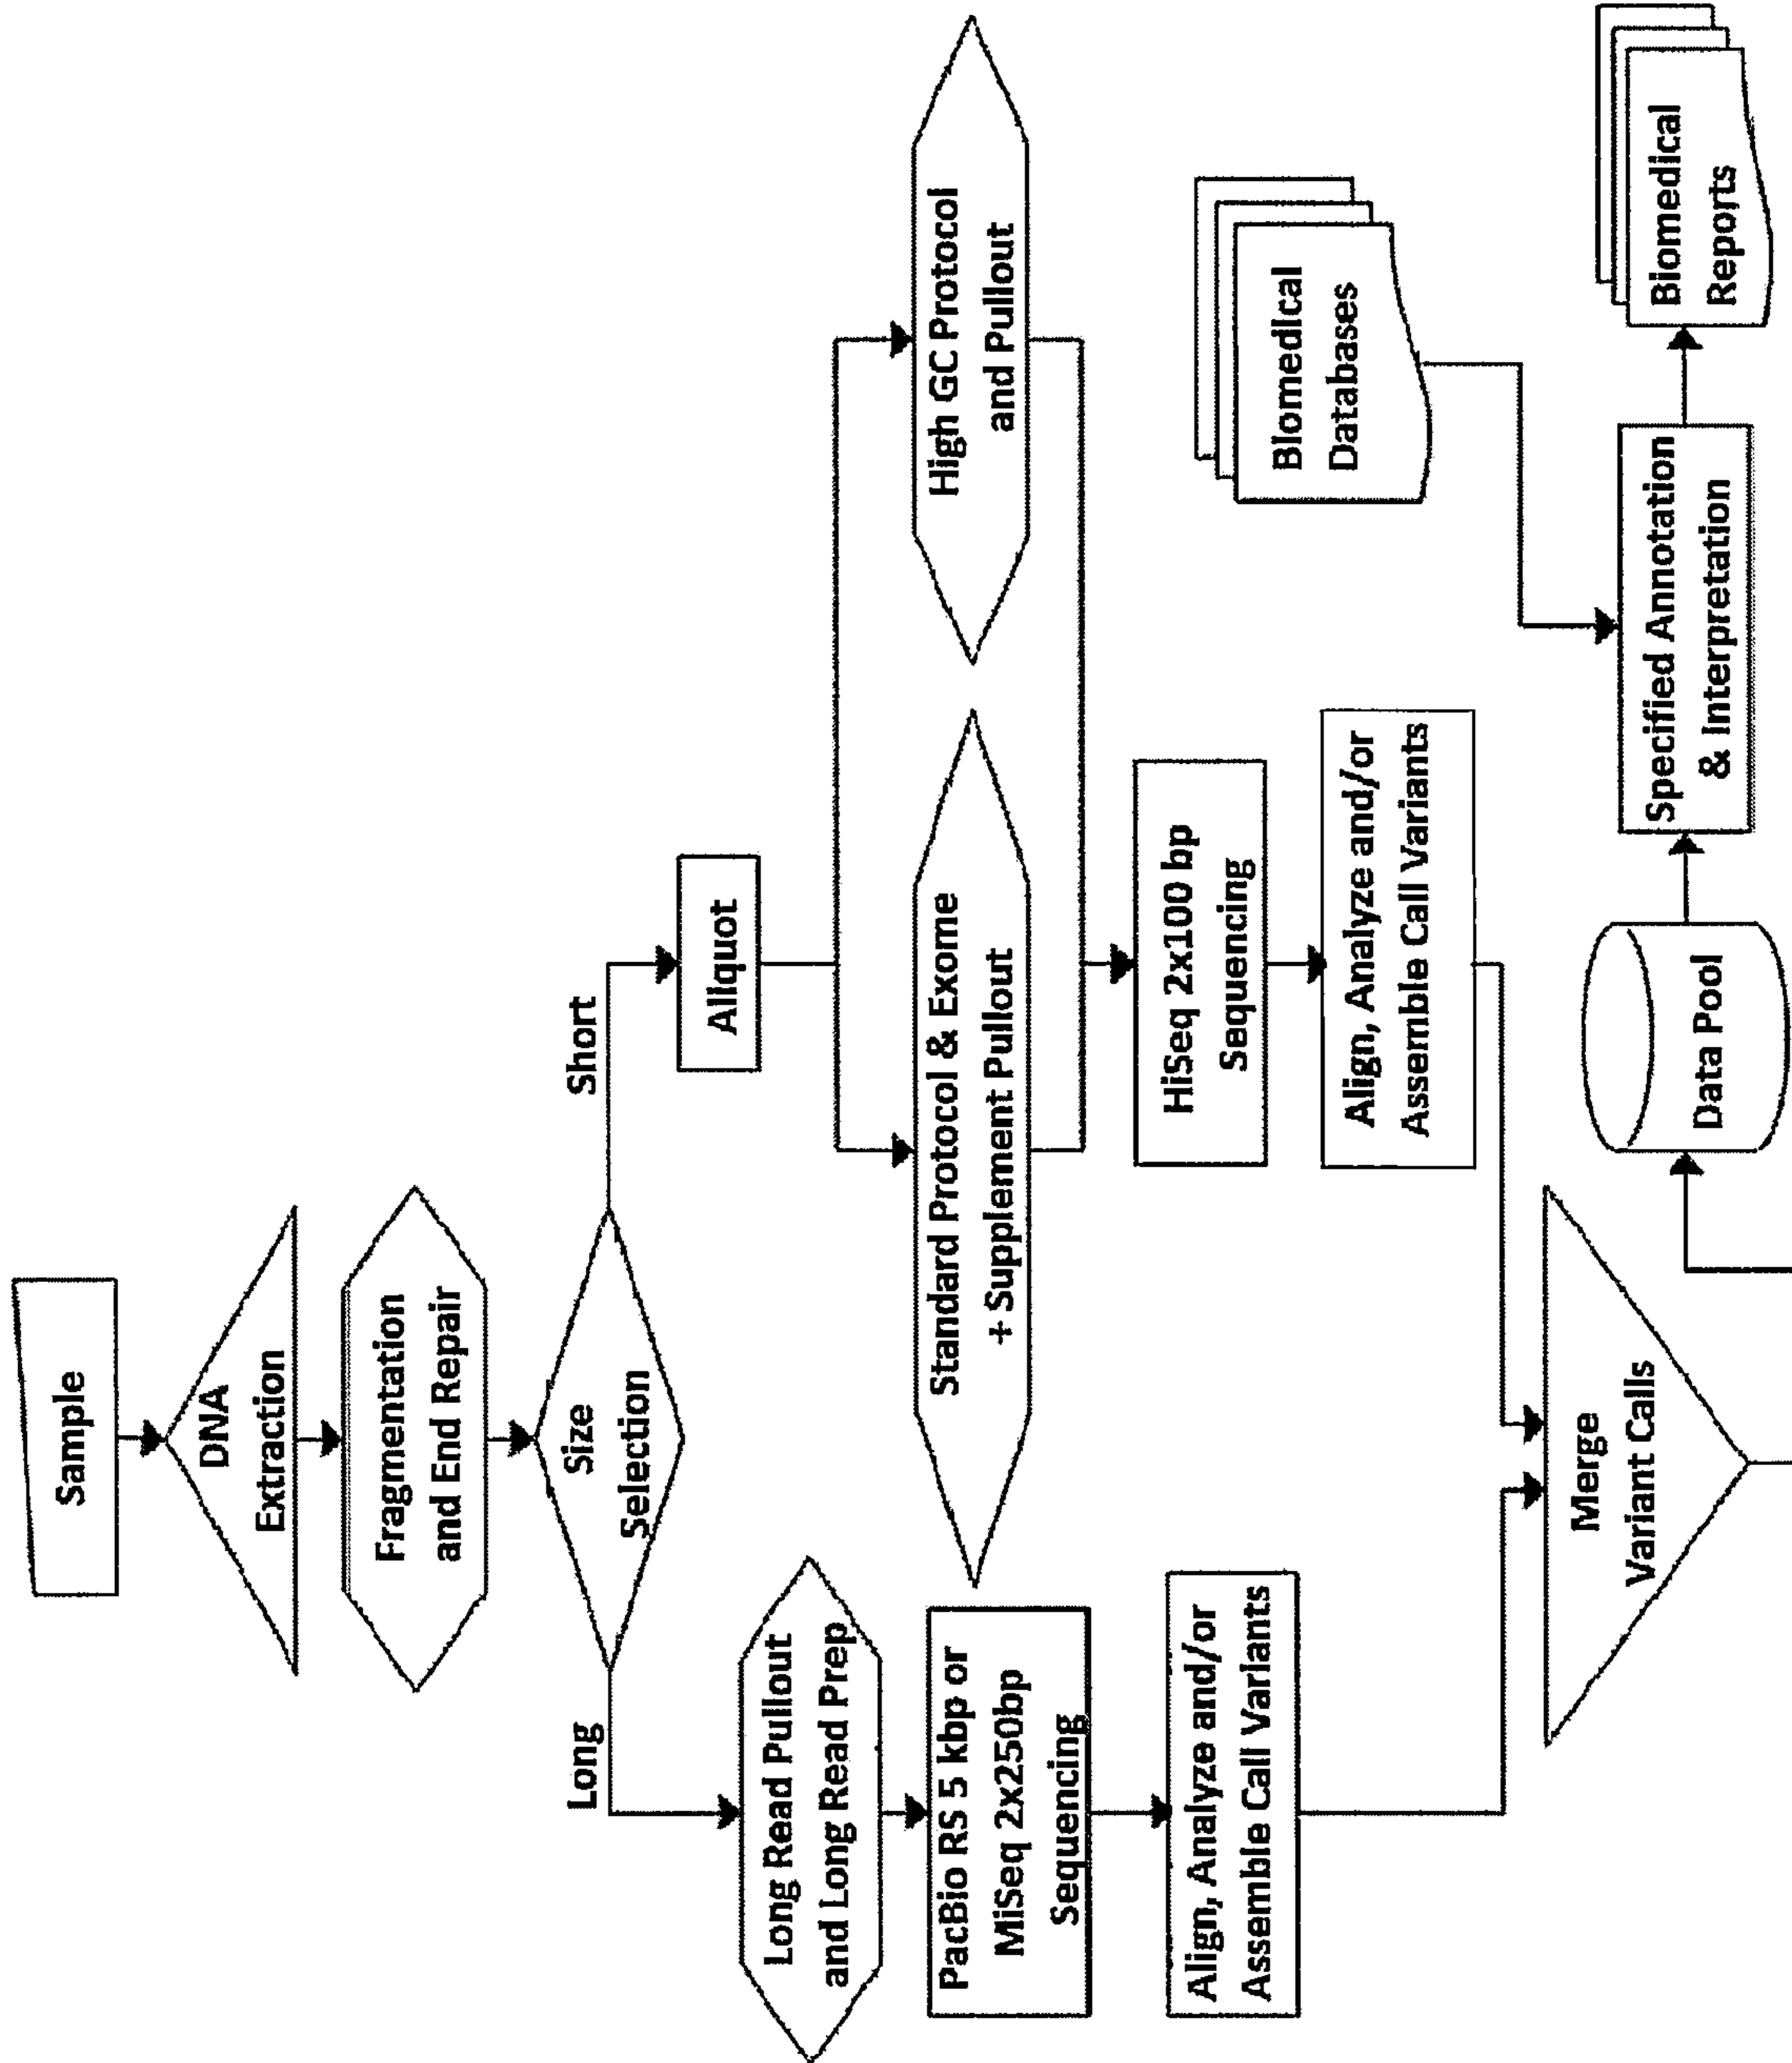 Sample
DNA
Extraction
Fragmentation
and End Repair
Size
Selection
Long
Short
Long Read Pullout
and Long Read Prep
PacBio RS 5 kbp or
MiSeq 2x250bp
Sequencing
Align, Analyze and/or
Assemble Call Variants
Aliquot
Standard Protocol & Exome
+ Supplement Pullout
High GC Protocol
and Pullout
HiSeq 2x100 bp
Sequencing
Align, Analyze and/or
Assemble Call Variants
Merge
Variant Calls
Data Pool
Biomedical
Databases
Specified Annotation
& Interpretation
Biomedical
Reports